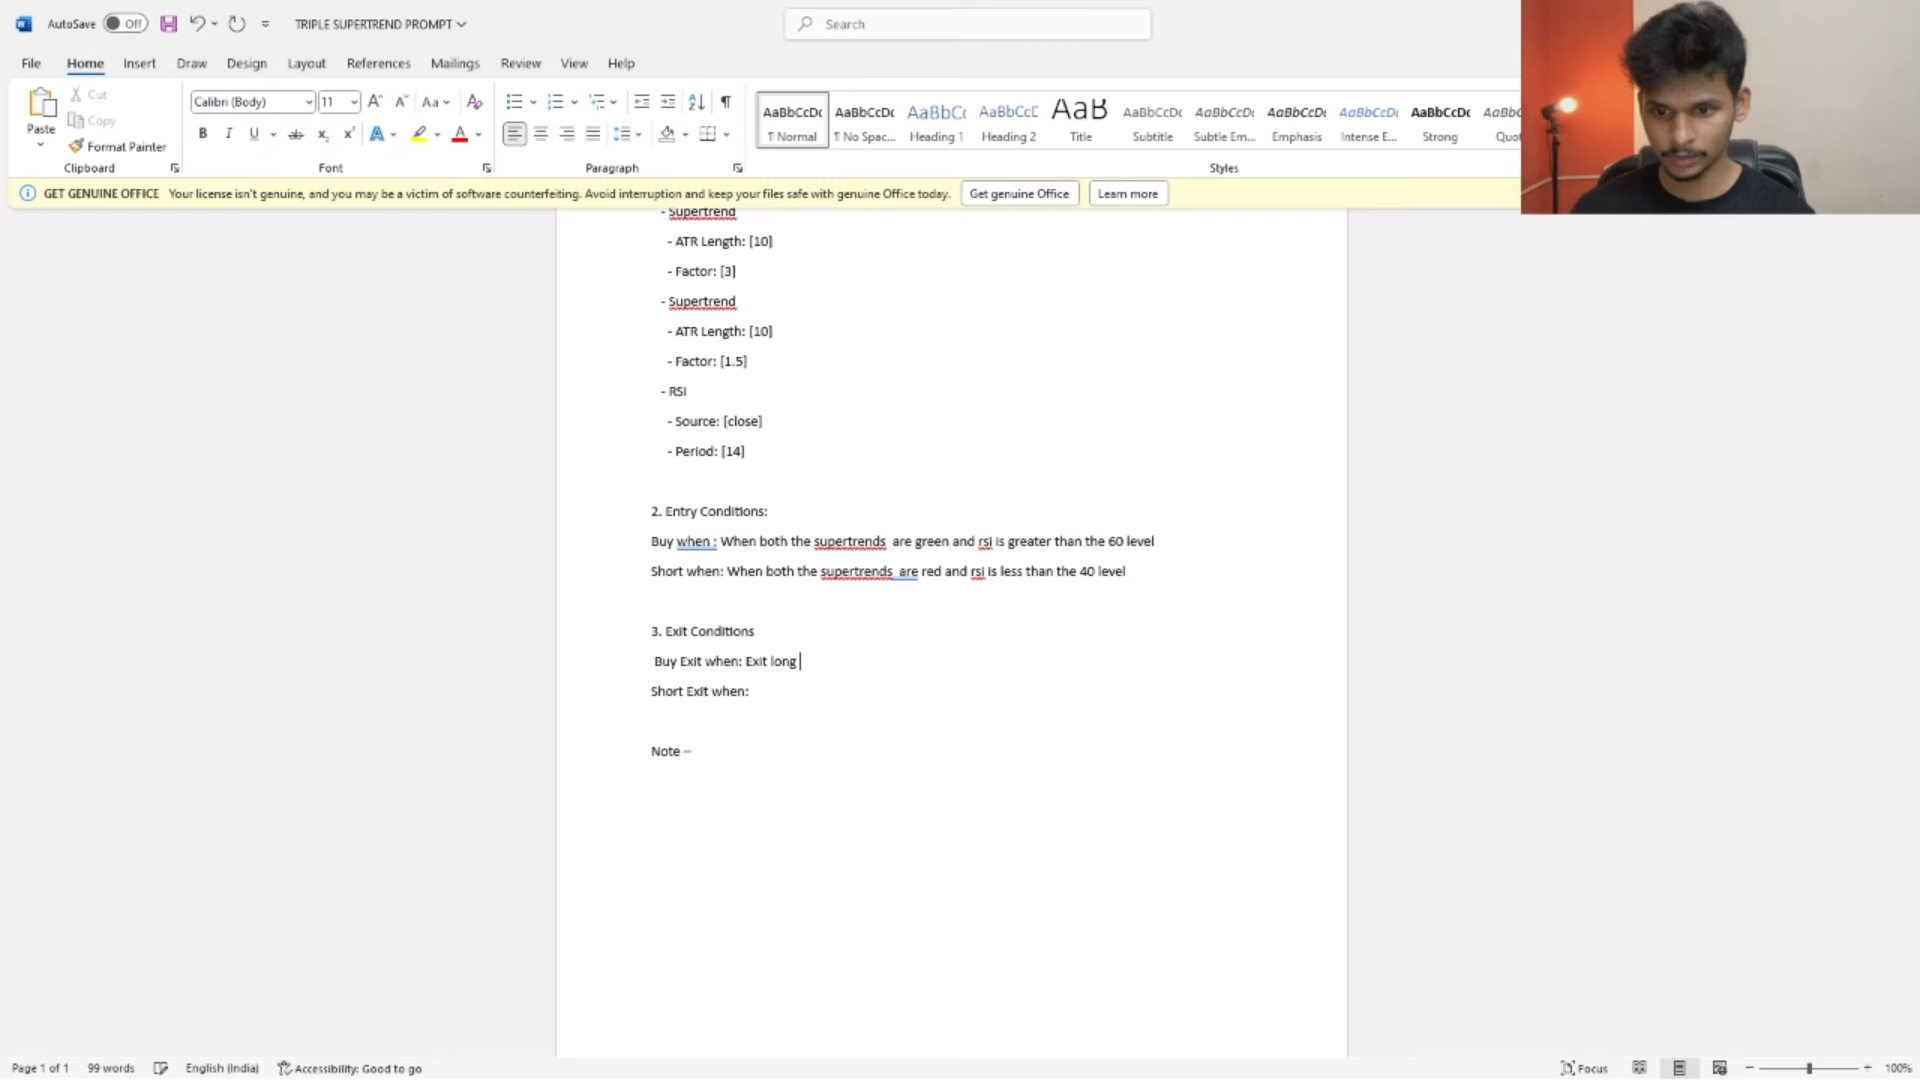 AutoSave Off TRIPLE SUPERTREND PROMPT Search
File Home Insert Draw Design Layout References Mailings Review View Help
Paste Cut Copy Format Painter Clipboard
Calibri (Body) 11 Aa Font
Paragraph
AaBbCcDc AaBbCcDc AaBbCc AaBbCcD AaB AaBbCcDc AaBbCcDc AaBbCcDc AaBbCcDc AaBbCcDc AaBbC
¶ Normal ¶ No Spac... Heading 1 Heading 2 Title Subtitle Subtle Em... Emphasis Intense E... Strong Quot
Styles
GET GENUINE OFFICE Your license isn't genuine, and you may be a victim of software counterfeiting. Avoid interruption and keep your files safe with genuine Office today. Get genuine Office Learn more
- Supertrend
- ATR Length: [10]
- Factor: [3]
- Supertrend
- ATR Length: [10]
- Factor: [1.5]
- RSI
- Source: [close]
- Period: [14]
2. Entry Conditions:
Buy when : When both the supertrends are green and rsi is greater than the 60 level
Short when: When both the supertrends are red and rsi is less than the 40 level
3. Exit Conditions
Buy Exit when: Exit long
Short Exit when:
Note –
Page 1 of 1 99 words English (India) Accessibility: Good to go Focus 100%